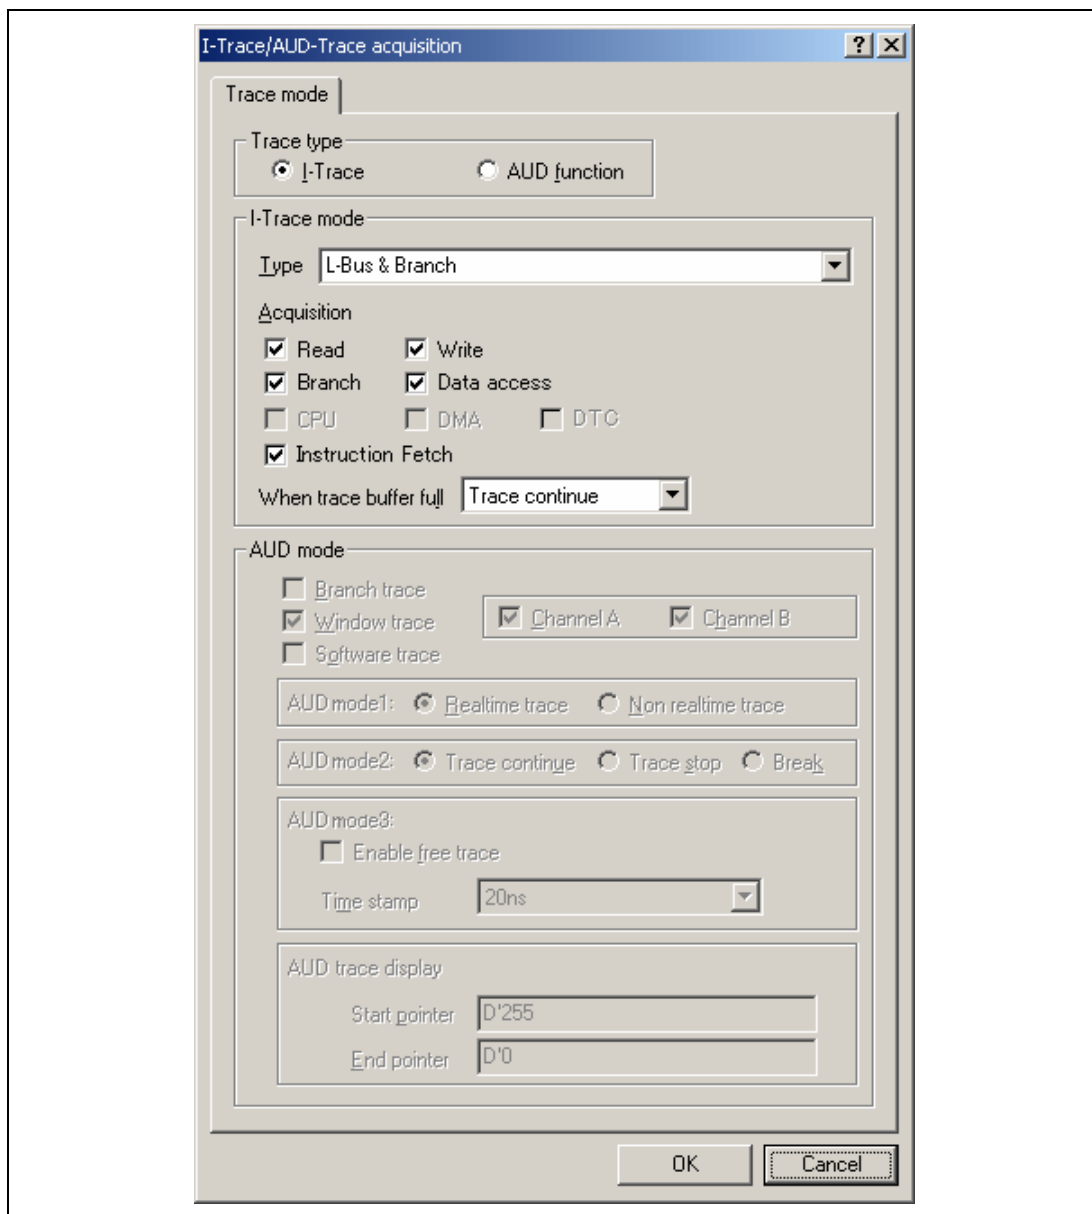 I-Trace/AUD-Trace acquisition
Trace mode
Trace type
I-Trace AUD function
I-Trace mode
Type L-Bus & Branch
Acquisition
Read Write
Branch Data access
CPU DMA DTC
Instruction Fetch
When trace buffer full Trace continue
AUD mode
Branch trace
Window trace Channel A Channel B
Software trace
AUD mode1: Realtime trace Non realtime trace
AUD mode2: Trace continue Trace stop Break
AUD mode3:
Enable free trace
Time stamp 20ns
AUD trace display
Start pointer D'255
End pointer D'0
OK Cancel